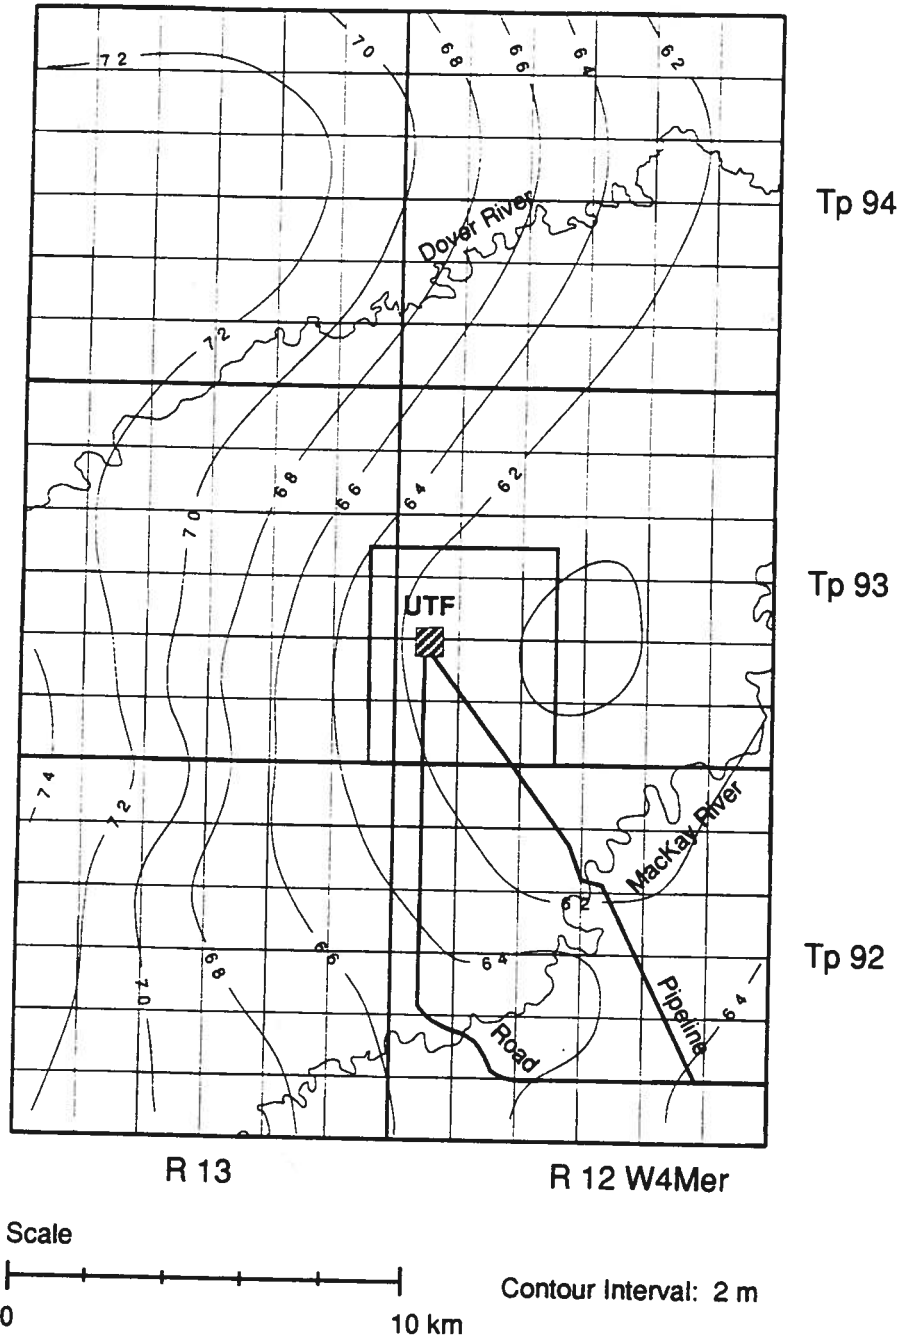 72
70
68
66
64
62
Tp 94
Dover River
72
68
66
64
62
70
Tp 93
UTF
74
72
MacKay River
62
64
66
68
70
Tp 92
64
Pipeline
Road
R 13
R 12 W4Mer
Scale
0
10 km
Contour Interval: 2 m